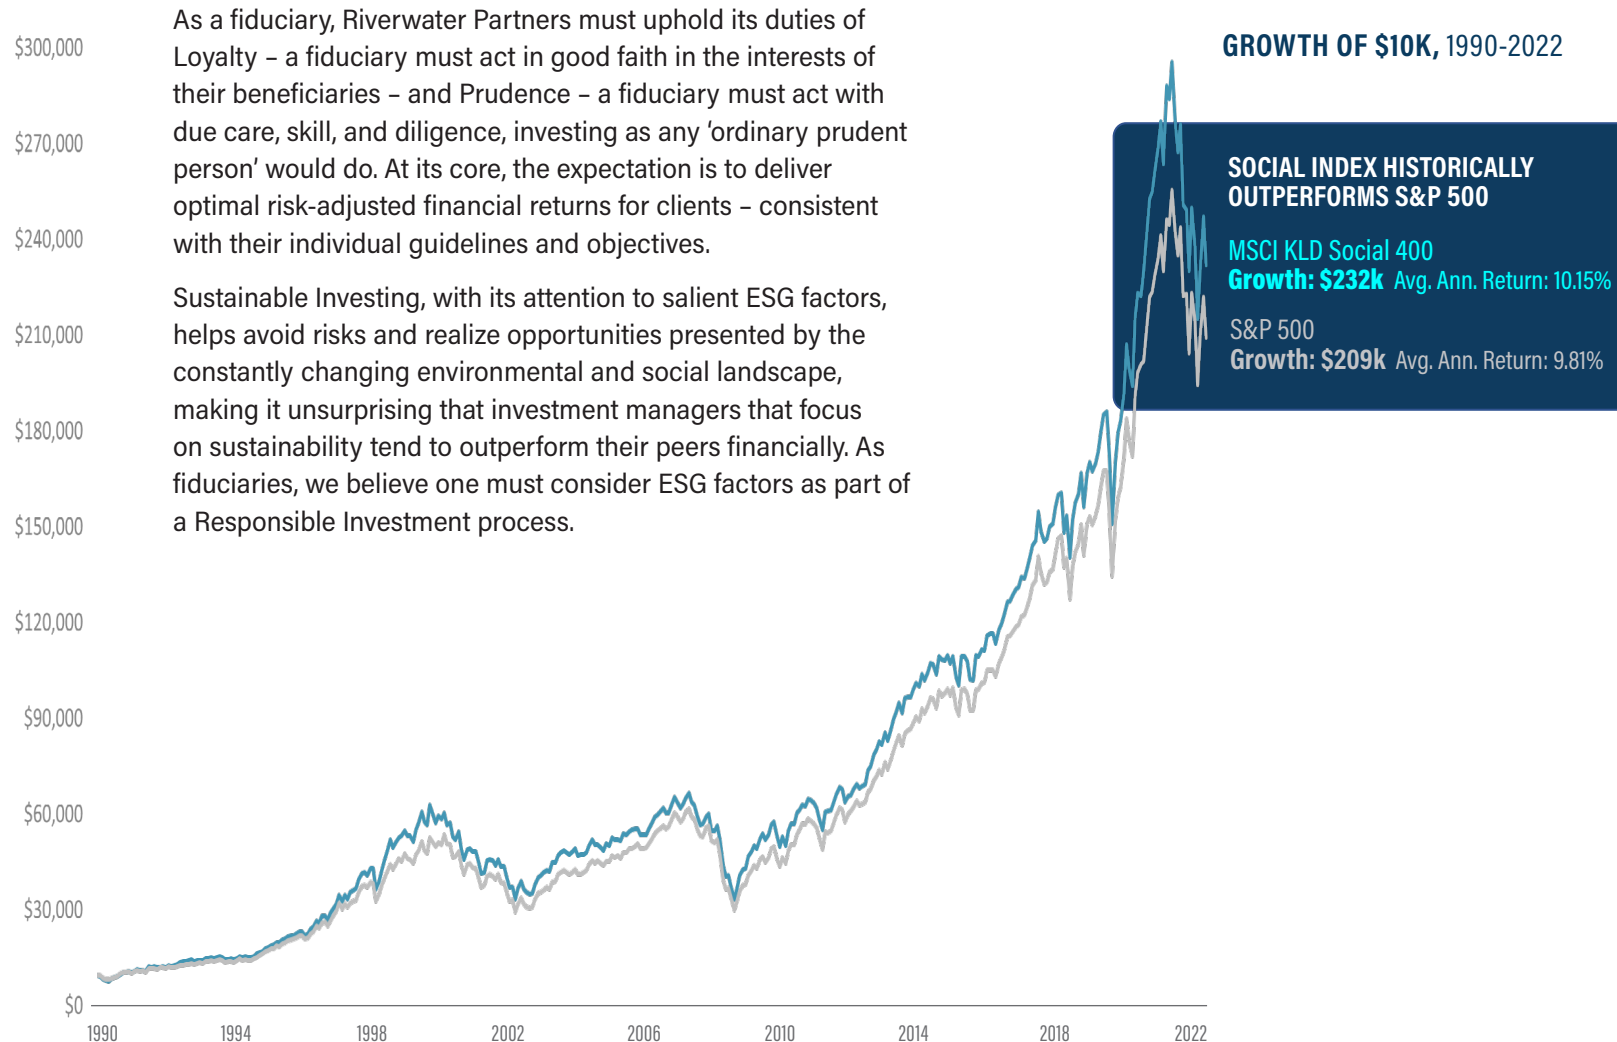 As a fiduciary, Riverwater Partners must uphold its duties of
Loyalty – a fiduciary must act in good faith in the interests of
their beneficiaries – and Prudence – a fiduciary must act with
due care, skill, and diligence, investing as any ‘ordinary prudent
person’ would do. At its core, the expectation is to deliver
optimal risk-adjusted financial returns for clients – consistent
with their individual guidelines and objectives.
Sustainable Investing, with its attention to salient ESG factors,
helps avoid risks and realize opportunities presented by the
constantly changing environmental and social landscape,
making it unsurprising that investment managers that focus
on sustainability tend to outperform their peers financially. As
fiduciaries, we believe one must consider ESG factors as part of
a Responsible Investment process.
GROWTH OF $10K, 1990-2022
SOCIAL INDEX HISTORICALLY
OUTPERFORMS S&P 500
MSCI KLD Social 400
Growth: $232k Avg. Ann. Return: 10.15%
S&P 500
Growth: $209k Avg. Ann. Return: 9.81%
$300,000
$270,000
$240,000
$210,000
$180,000
$150,000
$120,000
$90,000
$60,000
$30,000
$0
1990 1994 1998 2002 2006 2010 2014 2018 2022